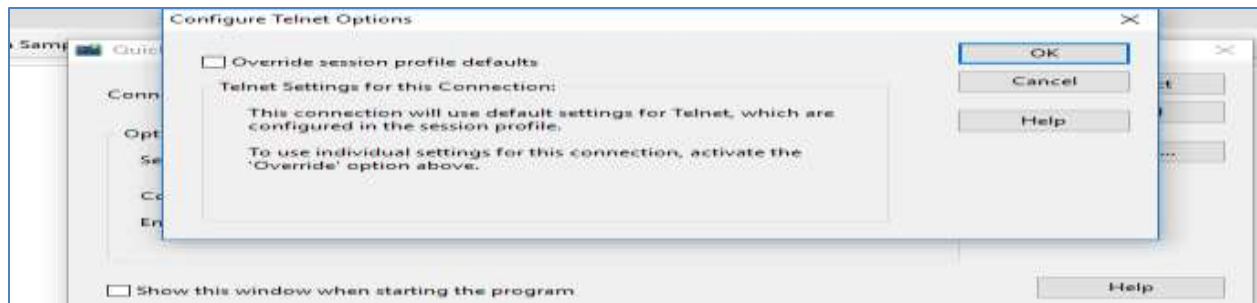 Configure Telnet Options
Override session profile defaults
OK
Telnet Settings for this Connection:
Cancel
This connection will use default settings for Telnet, which are
configured in the session profile.
Help
To use individual settings for this connection, activate the
'Override' option above.
Show this window when starting the program
Help